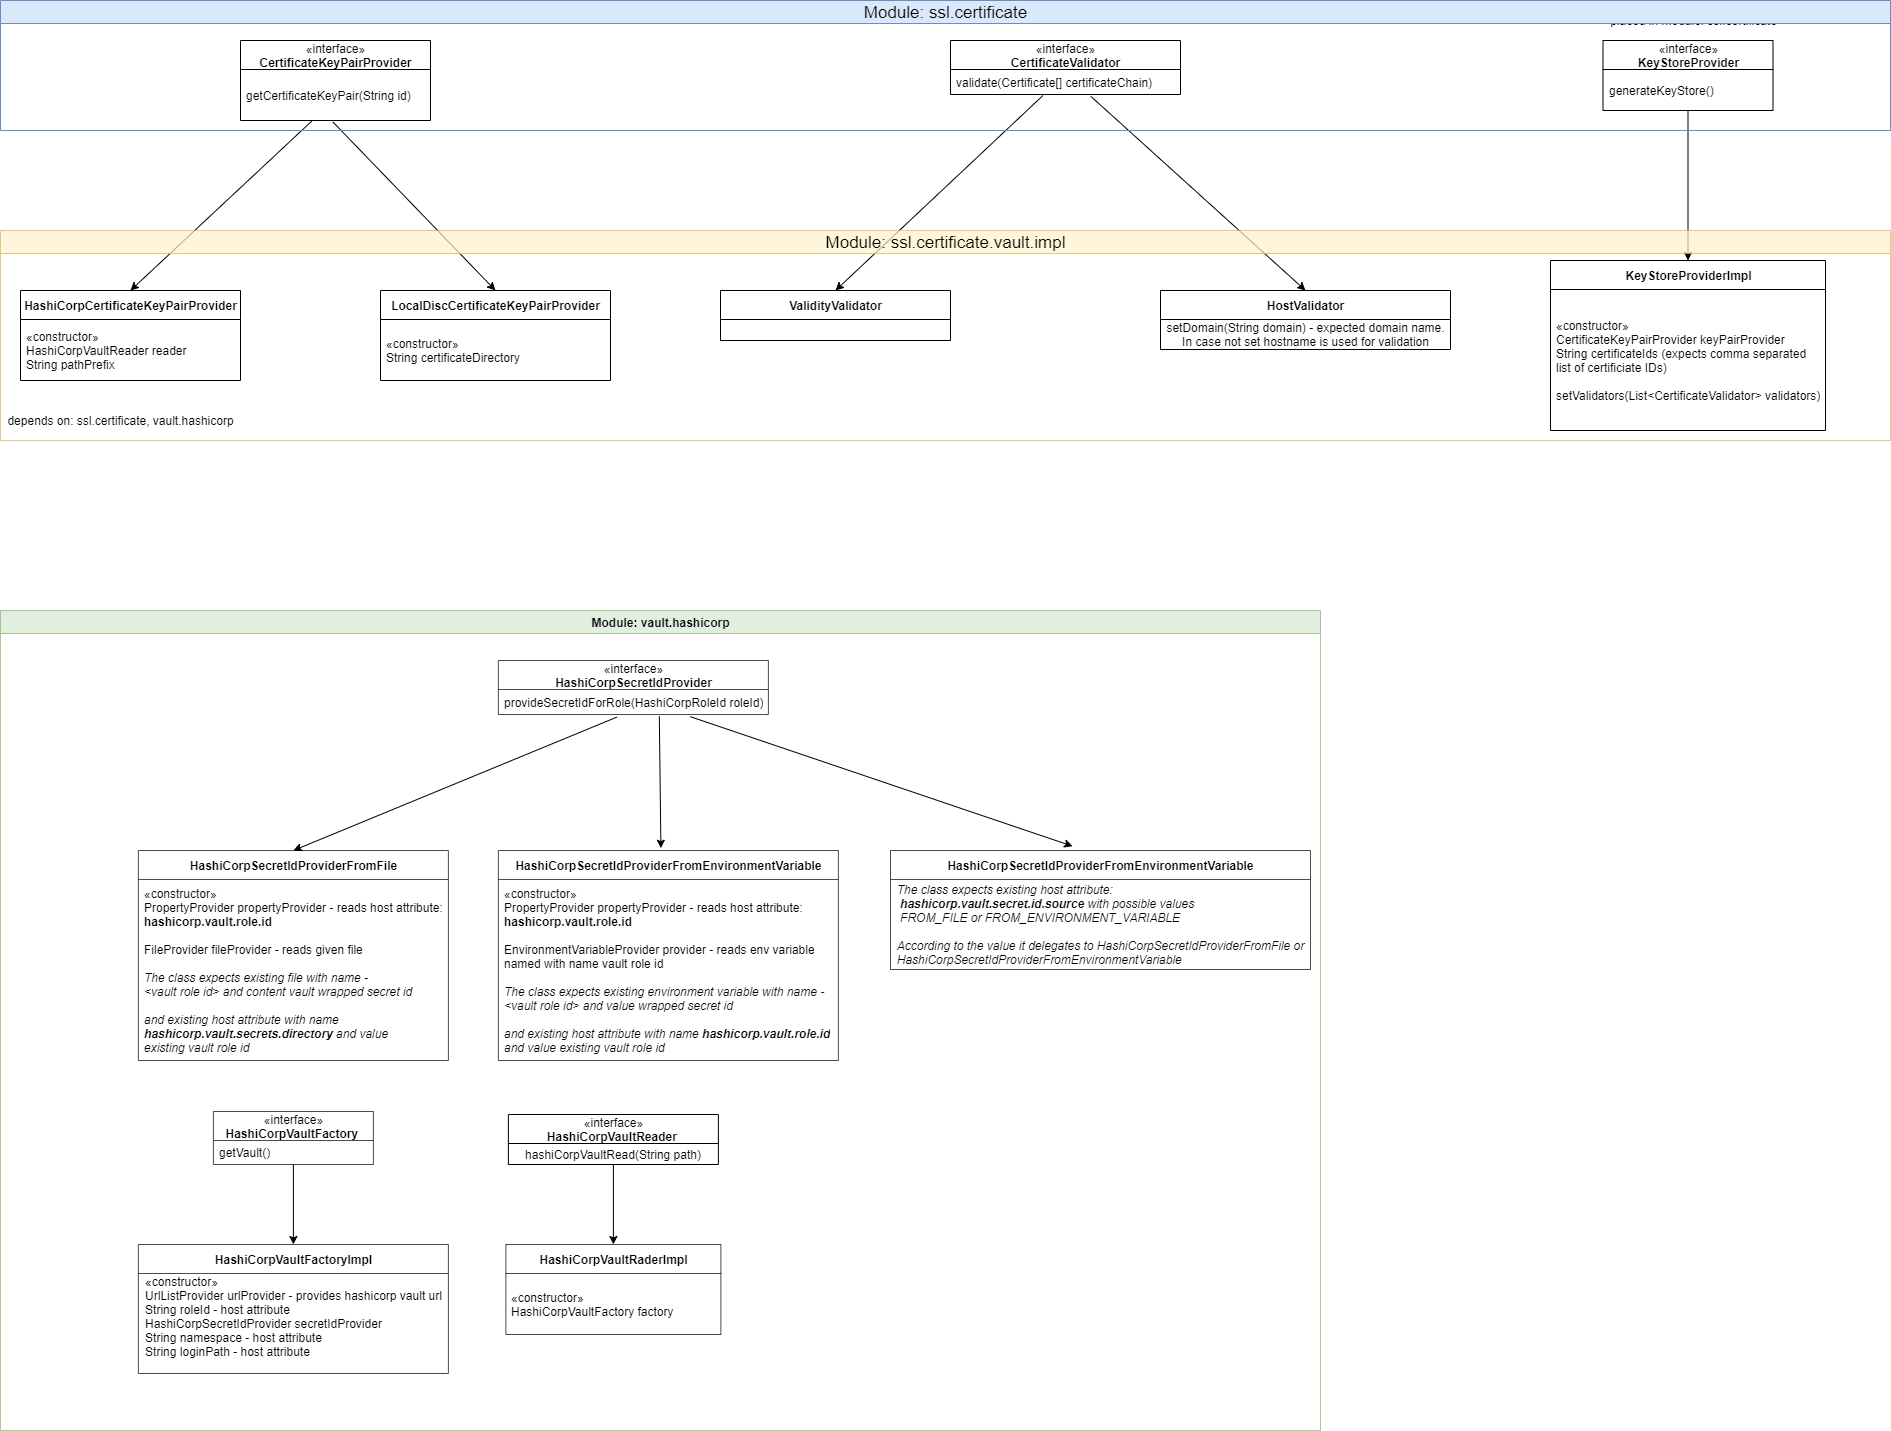 Module: ssl.certificate
«interface»
CertificateKeyPairProvider
getCertificateKeyPair(String id)
«interface»
CertificateValidator
validate(Certificate[] certificateChain)
«interface»
KeyStoreProvider
generateKeyStore()
Module: ssl.certificate.vault.impl
HashiCorpCertificateKeyPairProvider
«constructor»
HashiCorpVaultReader reader
String pathPrefix
LocalDiscCertificateKeyPairProvider
«constructor»
String certificateDirectory
ValidityValidator
HostValidator
setDomain(String domain) - expected domain name.
In case not set hostname is used for validation
KeyStoreProviderImpl
«constructor»
CertificateKeyPairProvider keyPairProvider
String certificateIds (expects comma separated
list of certificiate IDs)
setValidators(List<CertificateValidator> validators)
depends on: ssl.certificate, vault.hashicorp
Module: vault.hashicorp
«interface»
HashiCorpSecretIdProvider
provideSecretIdForRole(HashiCorpRoleId roleId)
HashiCorpSecretIdProviderFromFile
«constructor»
PropertyProvider propertyProvider - reads host attribute:
hashicorp.vault.role.id
FileProvider fileProvider - reads given file
The class expects existing file with name -
<vault role id> and content vault wrapped secret id
and existing host attribute with name
hashicorp.vault.secrets.directory and value
existing vault role id
HashiCorpSecretIdProviderFromEnvironmentVariable
«constructor»
PropertyProvider propertyProvider - reads host attribute:
hashicorp.vault.role.id
EnvironmentVariableProvider provider - reads env variable
named with name vault role id
The class expects existing environment variable with name -
<vault role id> and value wrapped secret id
and existing host attribute with name hashicorp.vault.role.id
and value existing vault role id
HashiCorpSecretIdProviderFromEnvironmentVariable
The class expects existing host attribute:
hashicorp.vault.secret.id.source with possible values
FROM_FILE or FROM_ENVIRONMENT_VARIABLE
According to the value it delegates to HashiCorpSecretIdProviderFromFile or
HashiCorpSecretIdProviderFromEnvironmentVariable
«interface»
HashiCorpVaultFactory
getVault()
«interface»
HashiCorpVaultReader
hashiCorpVaultRead(String path)
HashiCorpVaultFactoryImpl
«constructor»
UrlListProvider urlProvider - provides hashicorp vault url
String roleId - host attribute
HashiCorpSecretIdProvider secretIdProvider
String namespace - host attribute
String loginPath - host attribute
HashiCorpVaultRaderImpl
«constructor»
HashiCorpVaultFactory factory